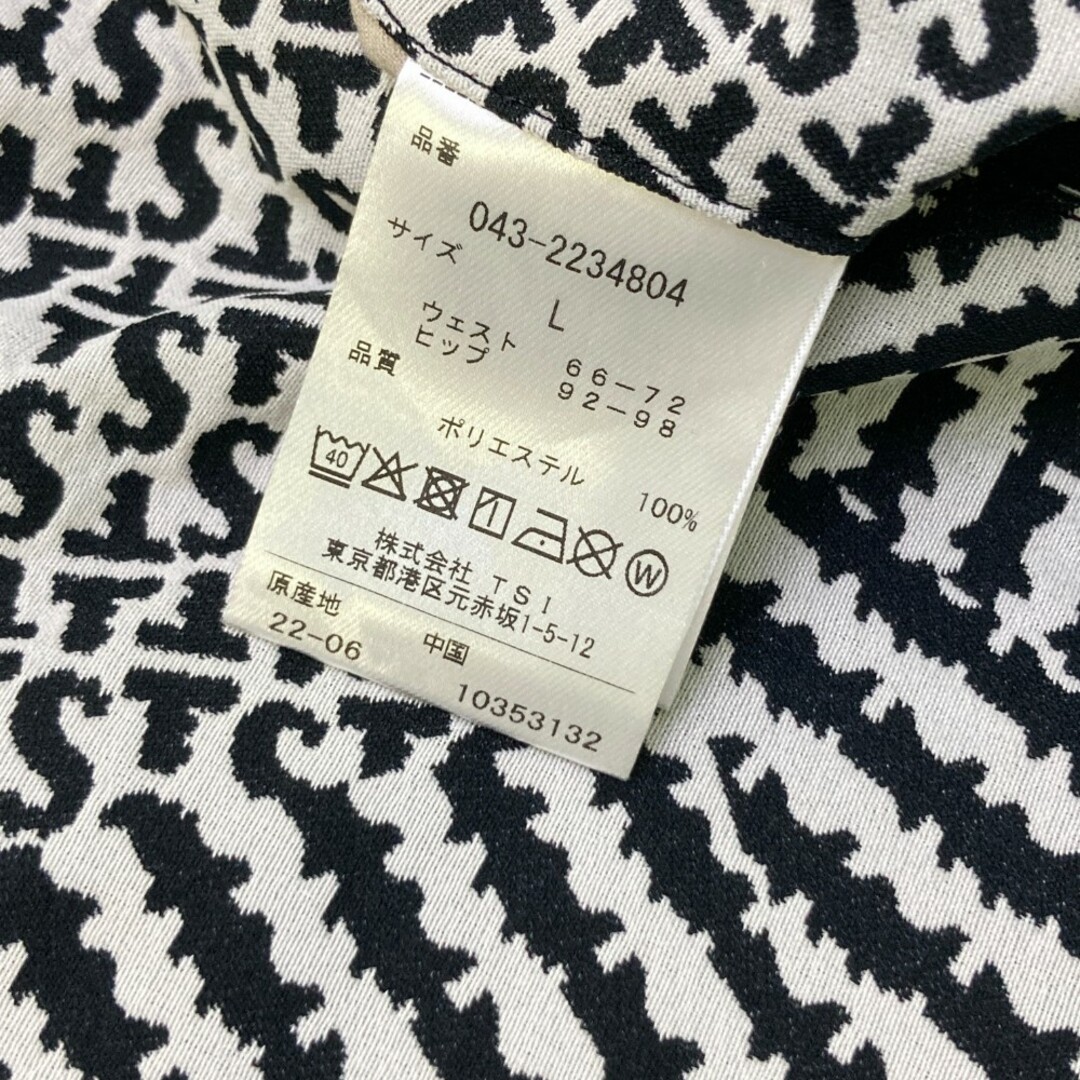 品番
043-2234804
サイズ
L
ウェスト 66-72
ヒップ 92-98
品質
ポリエステル 100%
40
W
株式会社 TSI
東京都港区元赤坂1-5-12
原産地 中国
22-06 10353132